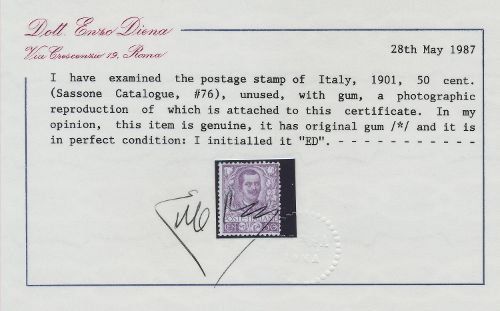 Dott. Enzo Diena
Via Crescenzio 19, Roma
28th May 1987
I have examined the postage stamp of Italy, 1901, 50 cent.
(Sassone Catalogue, #76), unused, with gum, a photographic
reproduction of which is attached to this certificate. In my
opinion, this item is genuine, it has original gum /*/ and it is
in perfect condition: I initialled it "ED". - - - - - - - - - - -
POSTE ITALIANE